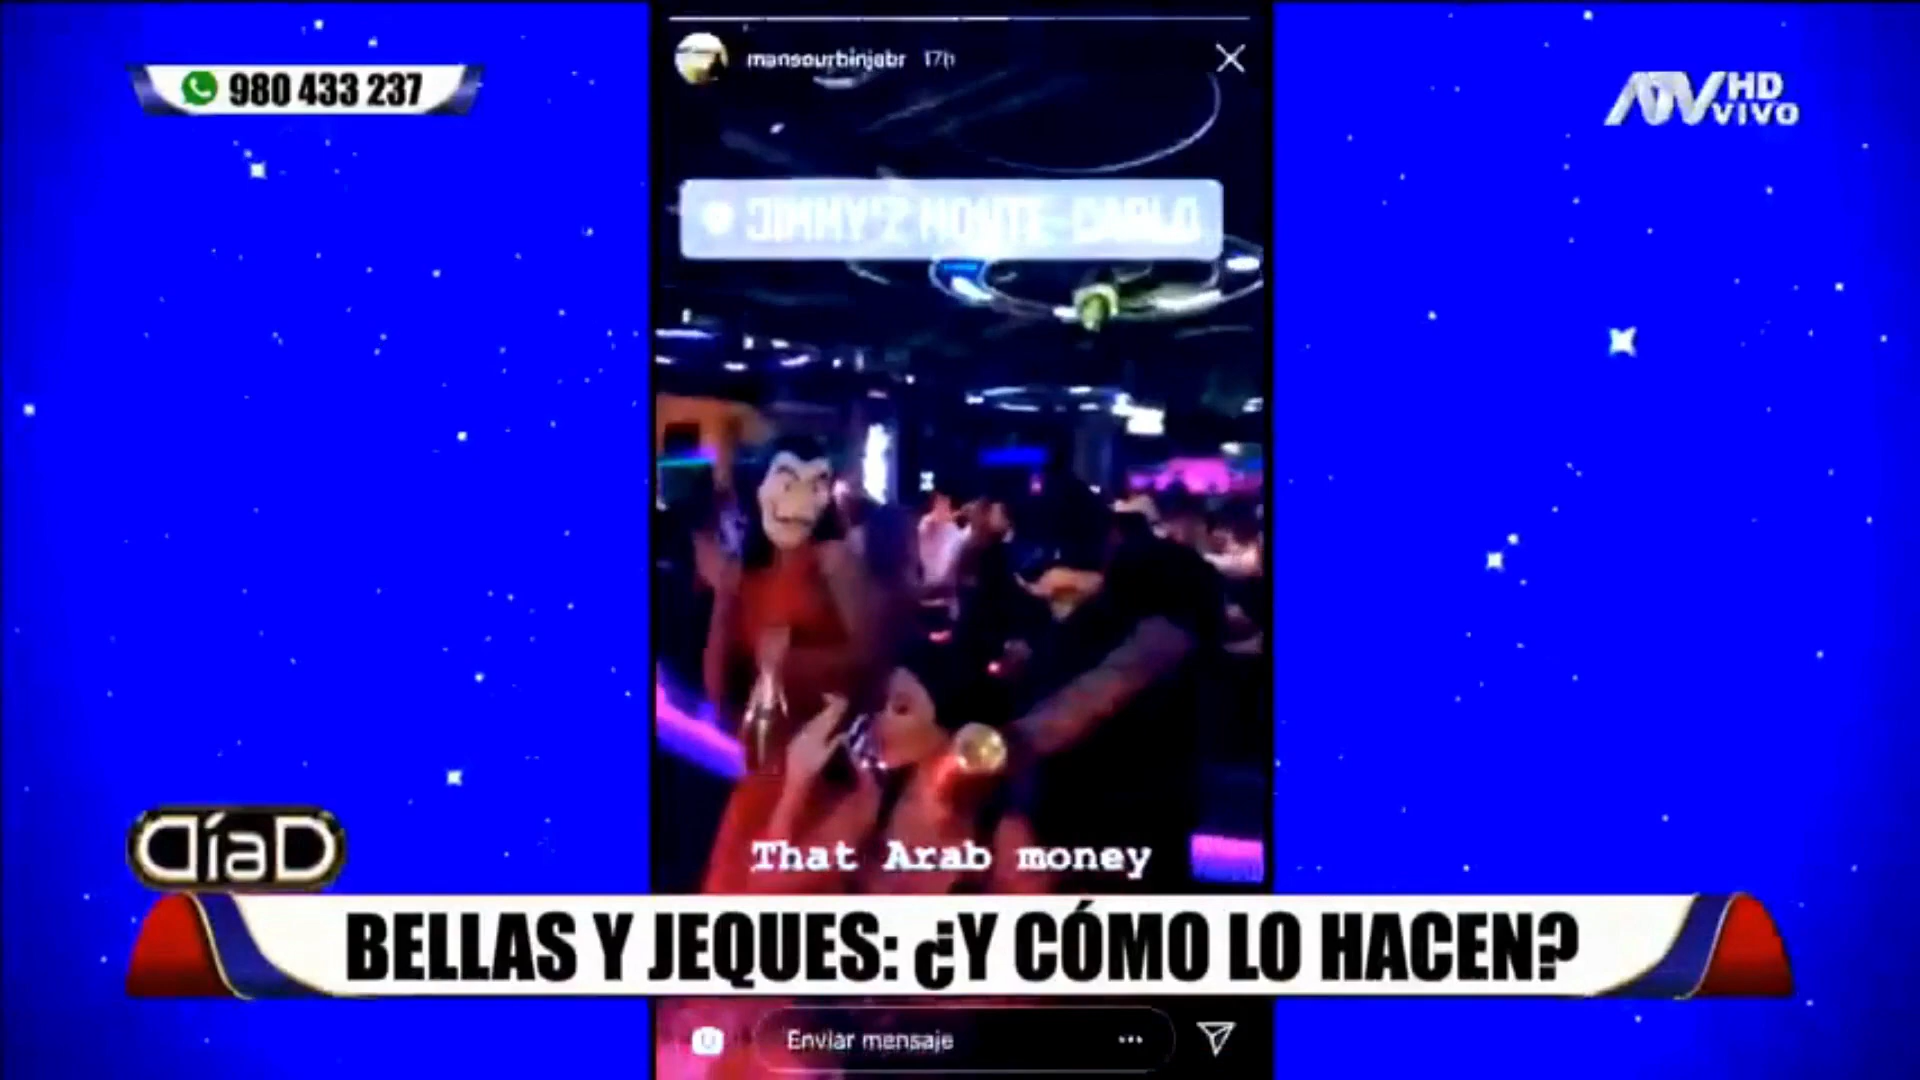 mansourbinjabr 17h
980 433 237
ATV HD
VIVO
JIMMY'Z MONTE-CARLO
That Arab money
DíaD
BELLAS Y JEQUES: ¿Y CÓMO LO HACEN?
Enviar mensaje